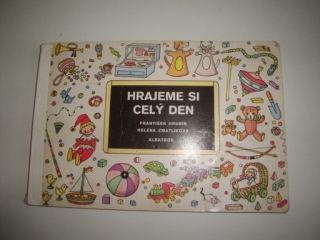 HRAJEME SI
CELÝ DEN
FRANTIŠEK HRUBÍN
HELENA ZMATLÍKOVÁ
ALBATROS